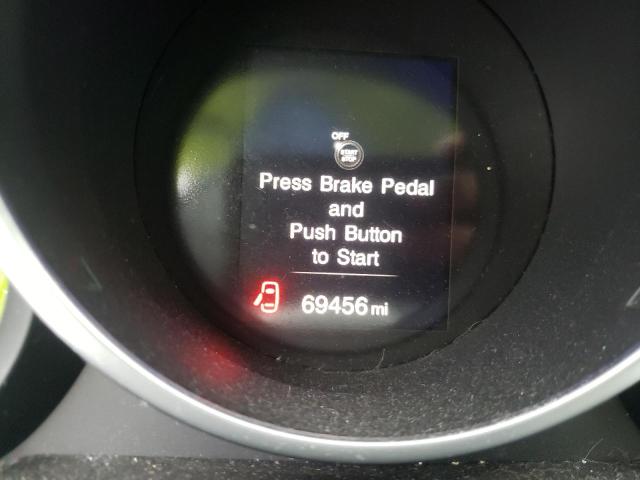 OFF
START
STOP
Press Brake Pedal
and
Push Button
to Start
69456 mi